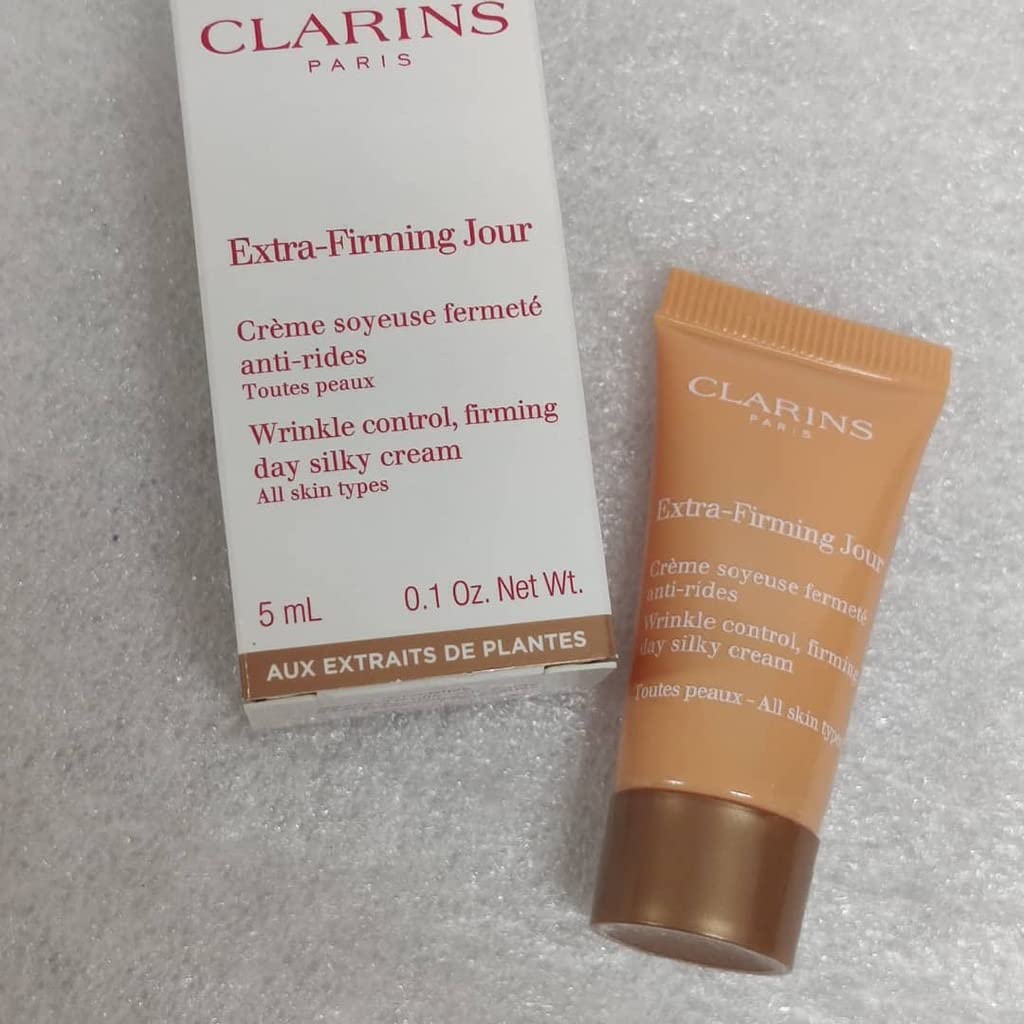 CLARINS
PARIS
Extra-Firming Jour
Crème soyeuse fermeté
anti-rides
Toutes peaux
Wrinkle control, firming
day silky cream
All skin types
5 mL 0.1 Oz. Net Wt.
AUX EXTRAITS DE PLANTES
CLARINS
PARIS
Extra-Firming Jour
Crème soyeuse fermeté
anti-rides
Wrinkle control, firming
day silky cream
Toutes peaux - All skin types